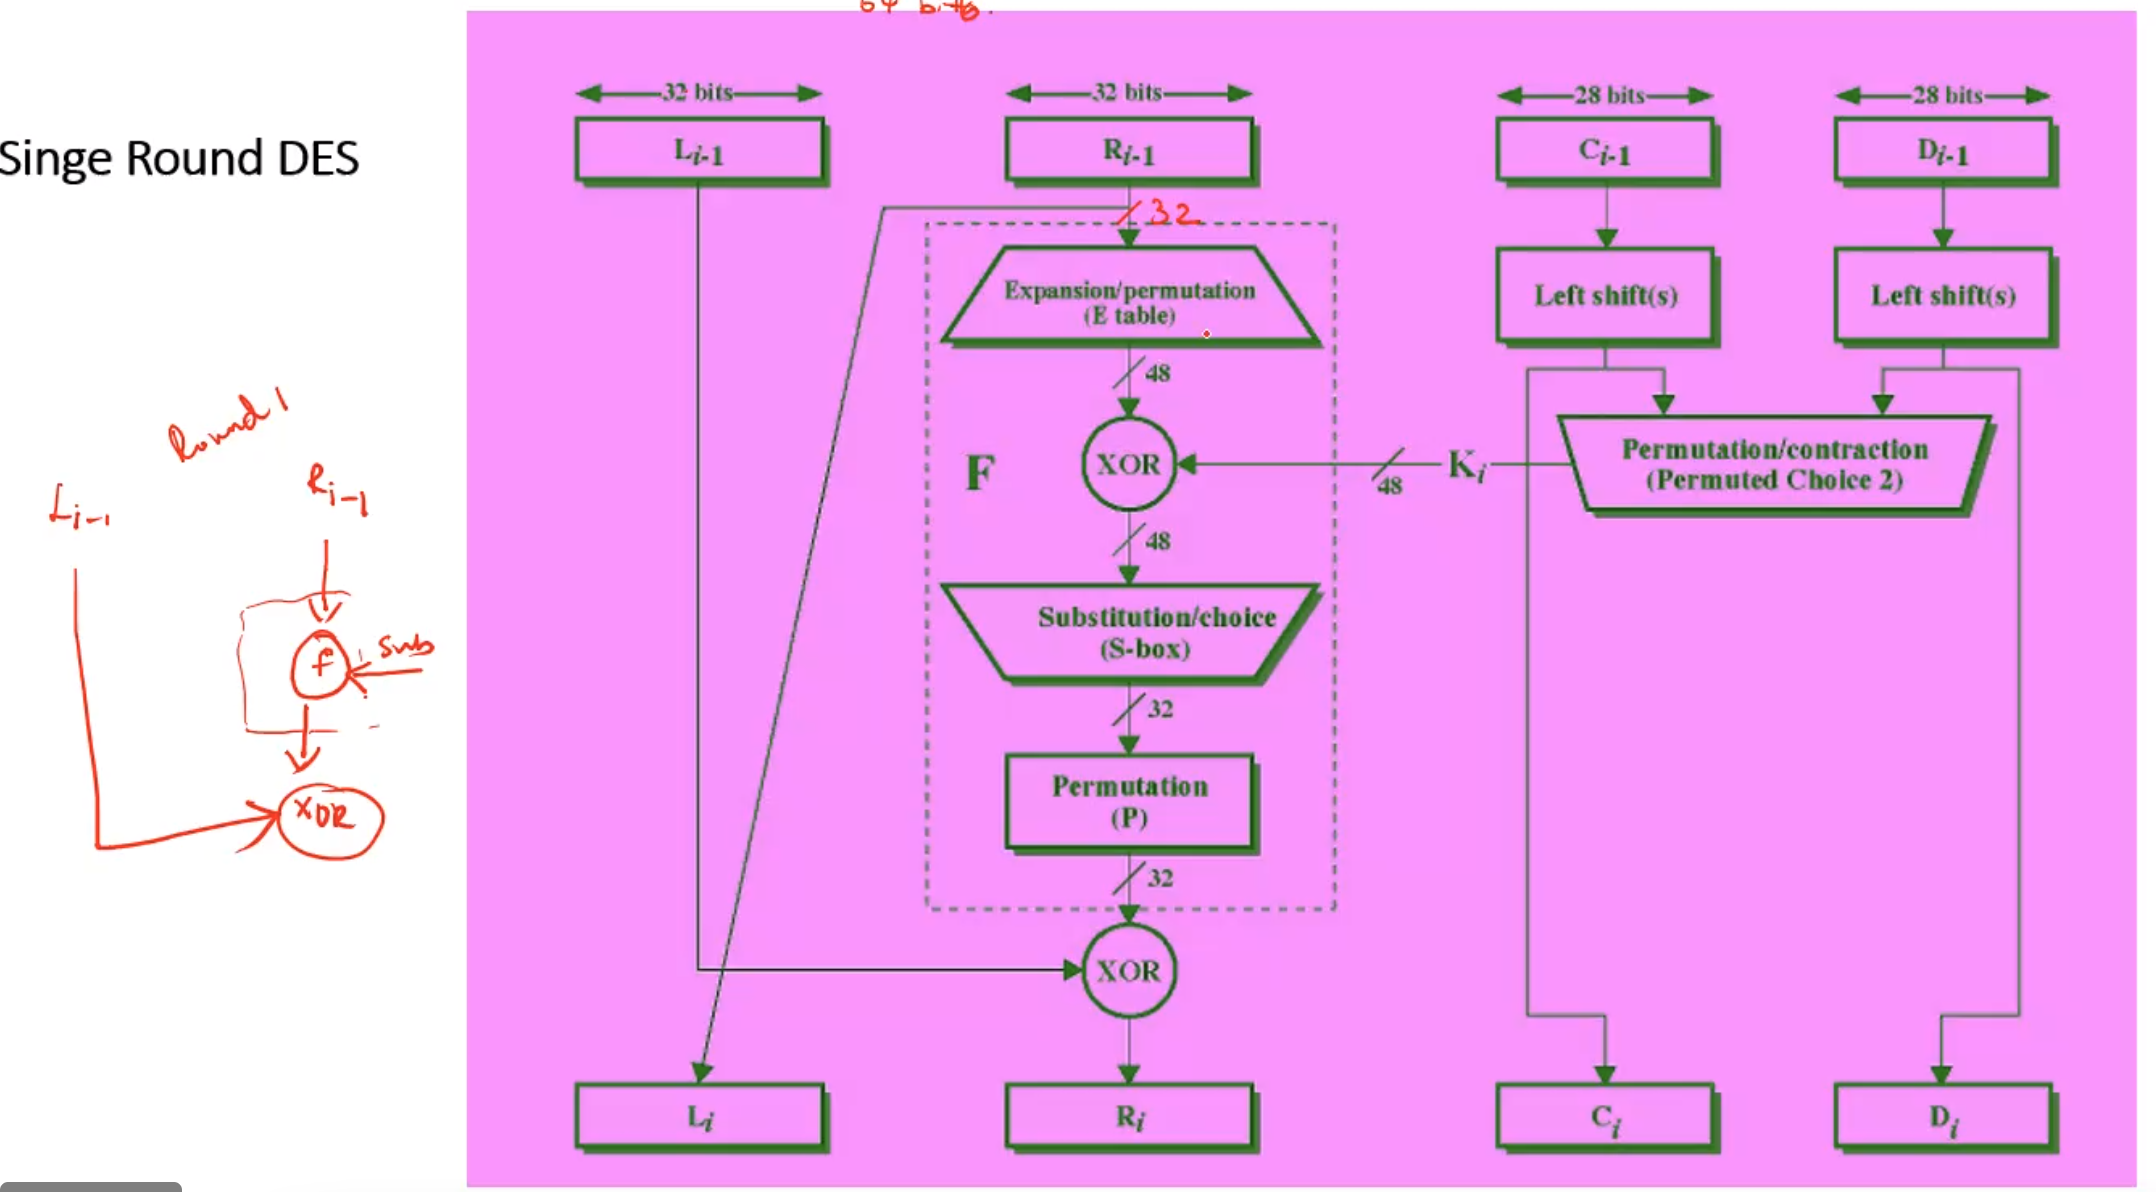 64 bits.
32 bits
32 bits
28 bits
28 bits
Singe Round DES
Li-1
Ri-1
Ci-1
Di-1
32
Expansion/permutation
(E table)
Left shift(s)
Left shift(s)
48
Round 1
F
XOR
48
Ki
Permutation/contraction
(Permuted Choice 2)
Li-1
Ri-1
48
Substitution/choice
(S-box)
f
Sub
32
Permutation
(P)
XOR
32
XOR
Li
Ri
Ci
Di